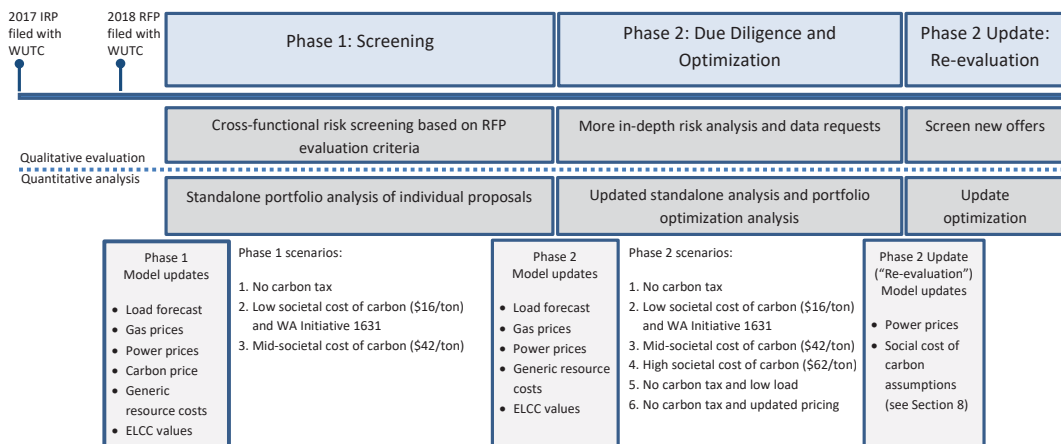 2017 IRP
filed with
WUTC
2018 RFP
filed with
WUTC
Phase 1: Screening
Phase 2: Due Diligence and
Optimization
Phase 2 Update:
Re-evaluation
Cross-functional risk screening based on RFP
evaluation criteria
More in-depth risk analysis and data requests
Screen new offers
Qualitative evaluation
Quantitative analysis
Standalone portfolio analysis of individual proposals
Updated standalone analysis and portfolio
optimization analysis
Update
optimization
Phase 1
Model updates
• Load forecast
• Gas prices
• Power prices
• Carbon price
• Generic
resource costs
• ELCC values
Phase 1 scenarios:
1. No carbon tax
2. Low societal cost of carbon ($16/ton)
and WA Initiative 1631
3. Mid-societal cost of carbon ($42/ton)
Phase 2
Model updates
• Load forecast
• Gas prices
• Power prices
• Generic resource
costs
• ELCC values
Phase 2 scenarios:
1. No carbon tax
2. Low societal cost of carbon ($16/ton)
and WA Initiative 1631
3. Mid-societal cost of carbon ($42/ton)
4. High societal cost of carbon ($62/ton)
5. No carbon tax and low load
6. No carbon tax and updated pricing
Phase 2 Update
("Re-evaluation")
Model updates
• Power prices
• Social cost of
carbon
assumptions
(see Section 8)